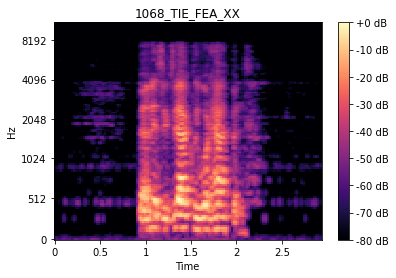 1068_TIE_FEA_XX
Hz
8192
4096
2048
1024
512
0
0
0.5
1
1.5
2
2.5
Time
+0 dB
-10 dB
-20 dB
-30 dB
-40 dB
-50 dB
-60 dB
-70 dB
-80 dB